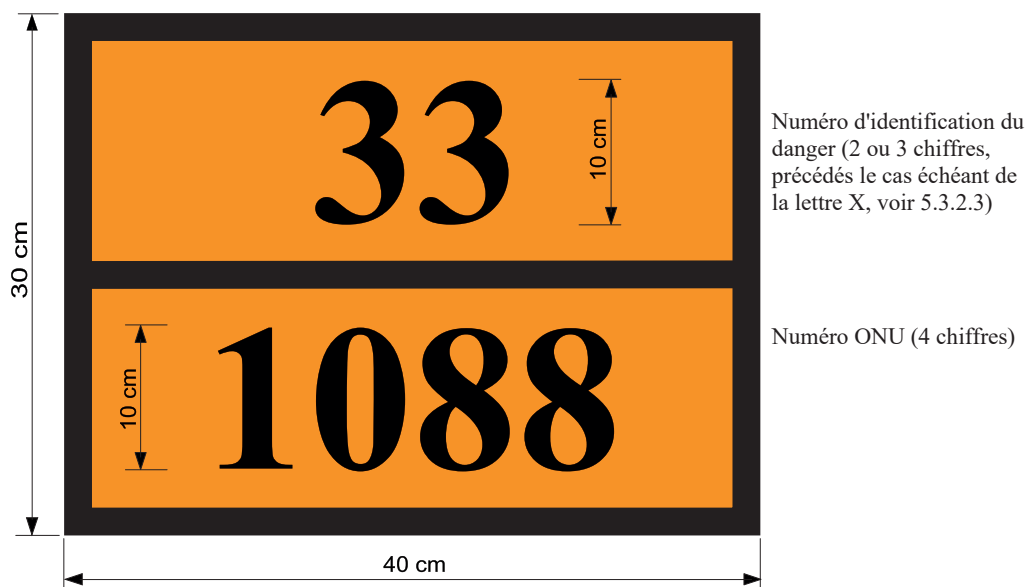 33
10 cm
Numéro d'identification du
danger (2 ou 3 chiffres,
précédés le cas échéant de
la lettre X, voir 5.3.2.3)
30 cm
1088
10 cm
Numéro ONU (4 chiffres)
40 cm